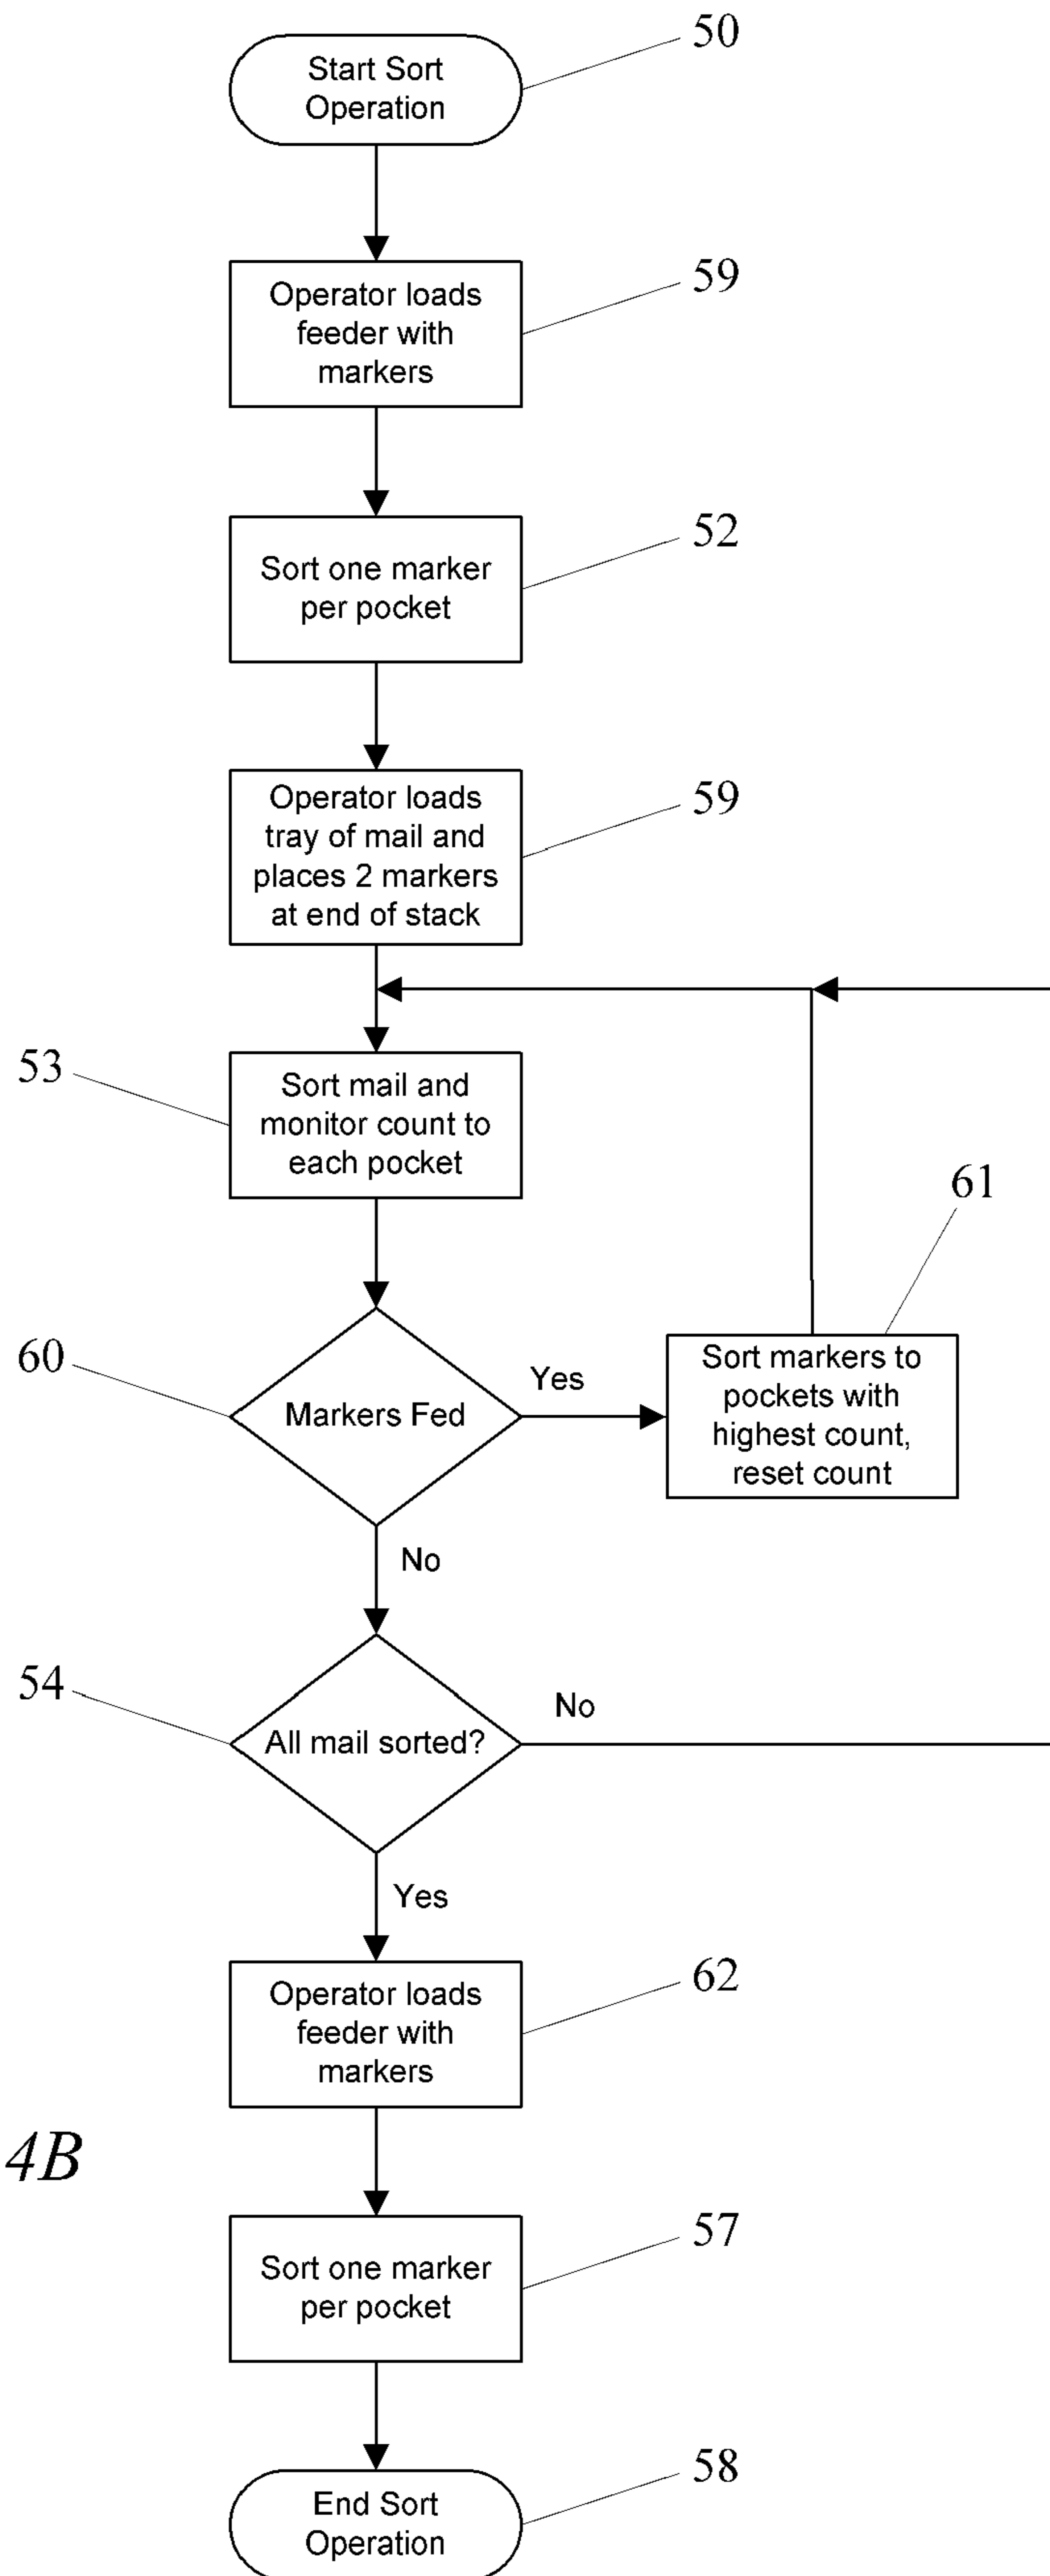 50
Start Sort
Operation
59
Operator loads
feeder with
markers
52
Sort one marker
per pocket
59
Operator loads
tray of mail and
places 2 markers
at end of stack
53
Sort mail and
monitor count to
each pocket
61
60
Markers Fed
Yes
Sort markers to
pockets with
highest count,
reset count
No
54
All mail sorted?
No
Yes
62
Operator loads
feeder with
markers
4B
57
Sort one marker
per pocket
58
End Sort
Operation